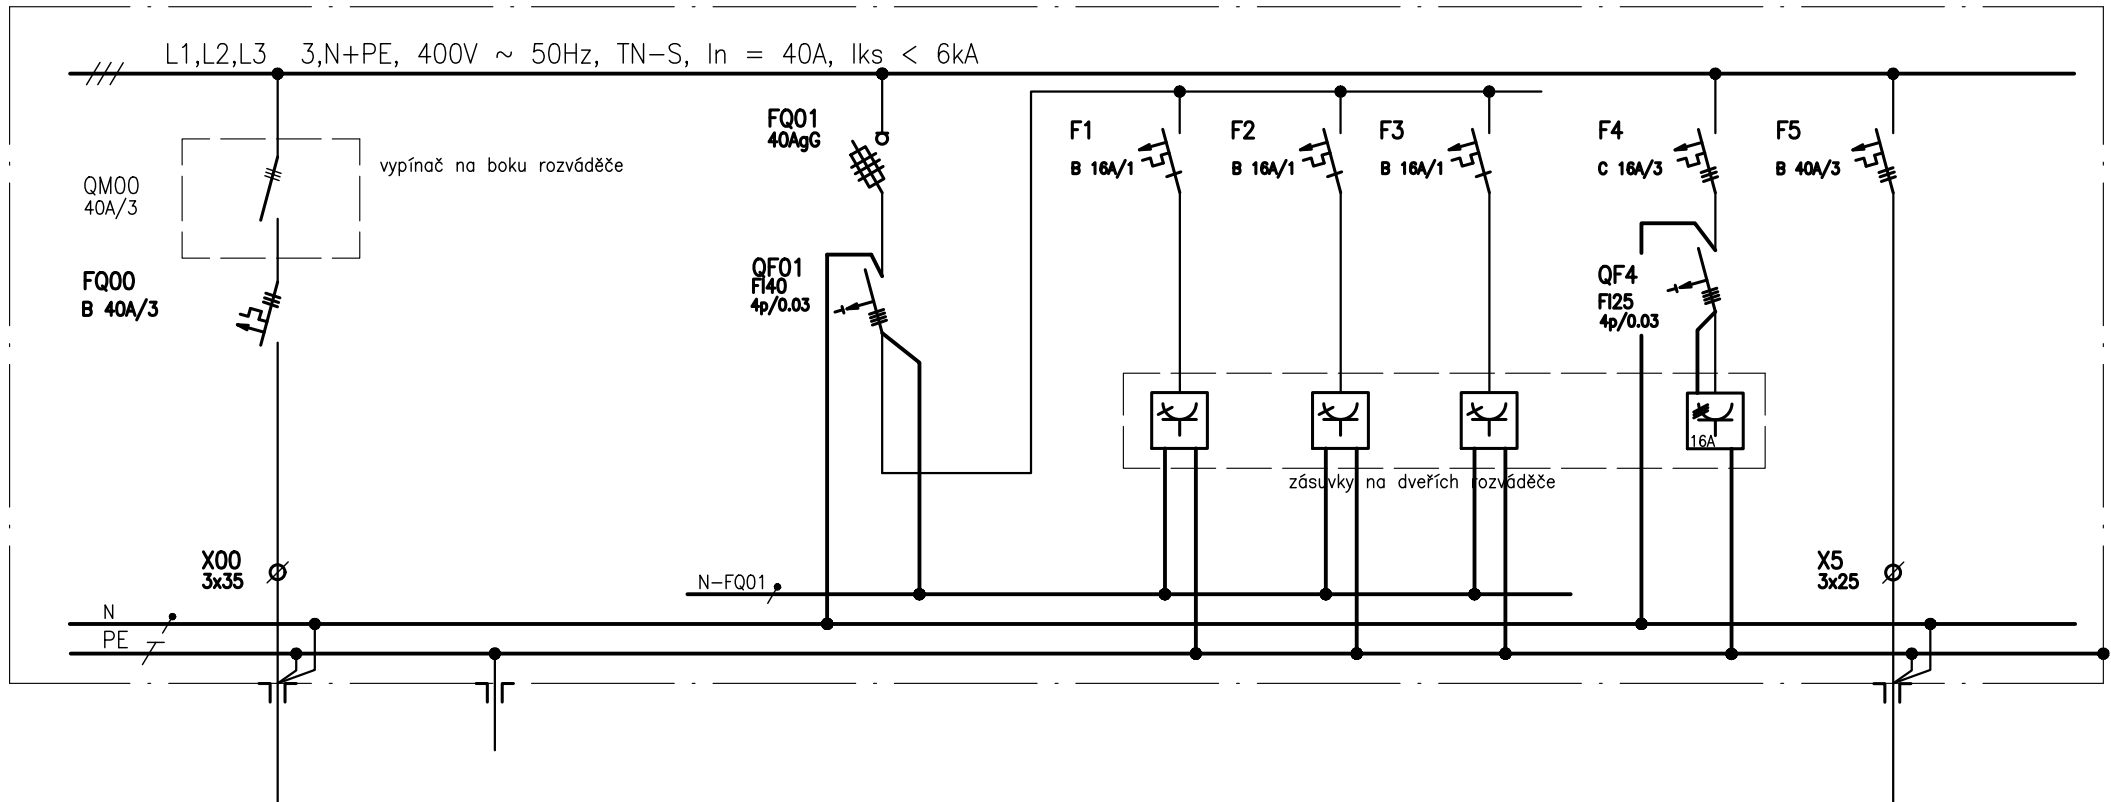 L1,L2,L3 3,N+PE, 400V ~ 50Hz, TN-S, In = 40A, Iks < 6kA
QM00
40A/3
vypínač na boku rozváděče
FQ00
B 40A/3
FQ01
40AgG
QF01
FI40
4p/0.03
F1
B 16A/1
F2
B 16A/1
F3
B 16A/1
F4
C 16A/3
F5
B 40A/3
QF4
FI25
4p/0.03
16A
zásuvky na dveřích rozváděče
X00
3x35
X5
3x25
N-FQ01
N
PE